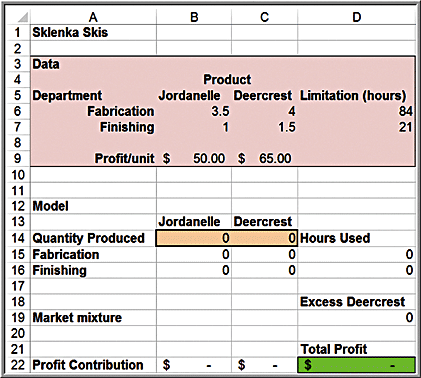 A B C D
1 Sklenka Skis
2
3 Data
4 Product
5 Department Jordanelle Deercrest Limitation (hours)
6 Fabrication 3.5 4 84
7 Finishing 1 1.5 21
8
9 Profit/unit $ 50.00 $ 65.00
10
11
12 Model
13 Jordanelle Deercrest
14 Quantity Produced 0 0 Hours Used
15 Fabrication 0 0 0
16 Finishing 0 0 0
17
18 Excess Deercrest
19 Market mixture 0
20
21 Total Profit
22 Profit Contribution $ - $ - $ -